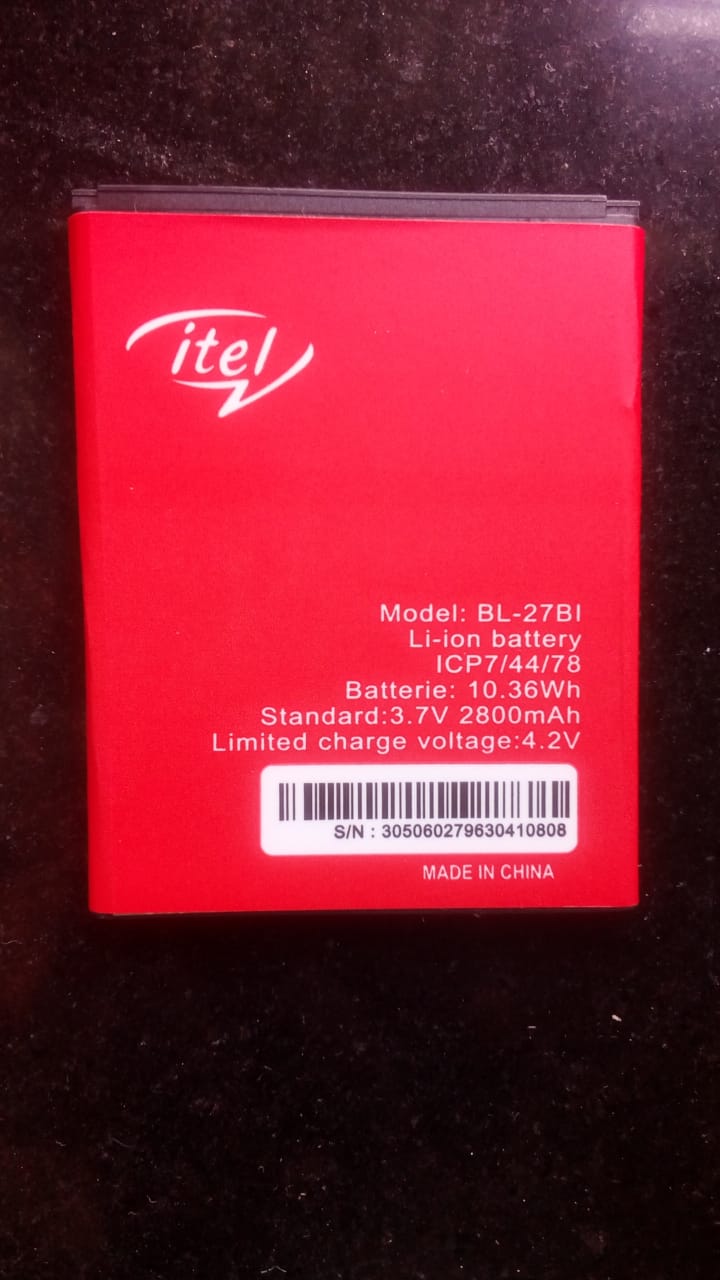 itel
Model: BL-27BI
Li-ion battery
ICP7/44/78
Batterie: 10.36Wh
Standard:3.7V 2800mAh
Limited charge voltage:4.2V
S/N : 305060279630410808
MADE IN CHINA